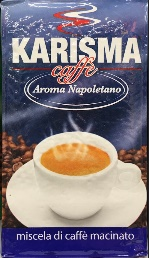 KARISMA
caffè
Aroma Napoletano
miscela di caffè macinato